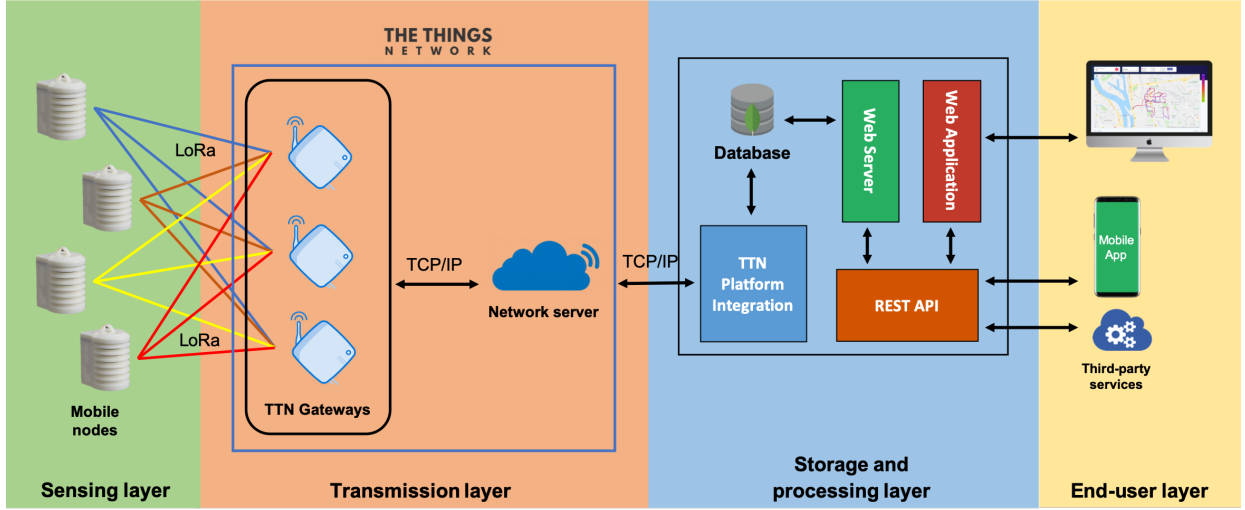 THE THINGS
NETWORK
LoRa
LoRa
Mobile
nodes
TTN Gateways
TCP/IP
Network server
TCP/IP
Database
Web Server
Web Application
TTN
Platform
Integration
REST API
Mobile
App
Third-party
services
Sensing layer
Transmission layer
Storage and
processing layer
End-user layer